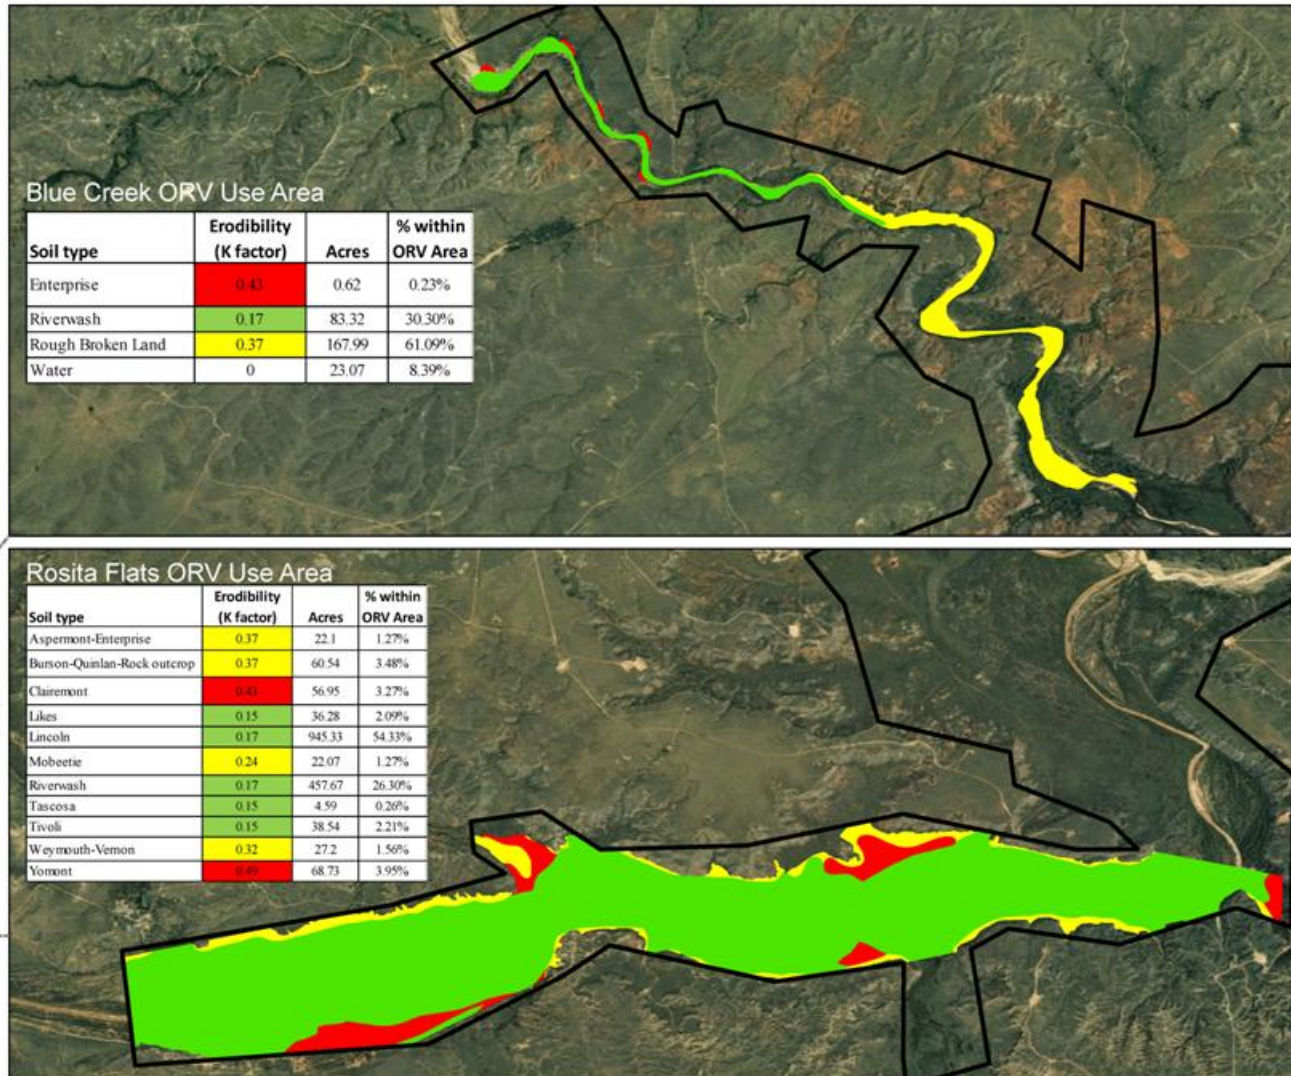 Blue Creek ORV Use Area
Soil type Erodibility (K factor) Acres % within ORV Area
Enterprise 0.43 0.62 0.23%
Riverwash 0.17 83.32 30.30%
Rough Broken Land 0.37 167.99 61.09%
Water 0 23.07 8.39%
Rosita Flats ORV Use Area
Soil type Erodibility (K factor) Acres % within ORV Area
Aspermont-Enterprise 0.37 22.1 1.27%
Burson-Quinlan-Rock outcrop 0.37 60.54 3.48%
Clairemont 0.43 56.95 3.27%
Likes 0.15 36.28 2.09%
Lincoln 0.17 945.33 54.33%
Mobeetie 0.24 22.07 1.27%
Riverwash 0.17 457.67 26.30%
Tascosa 0.15 4.59 0.26%
Tivoli 0.15 38.54 2.21%
Weymouth-Vernon 0.32 27.2 1.56%
Yomont 0.49 68.73 3.95%